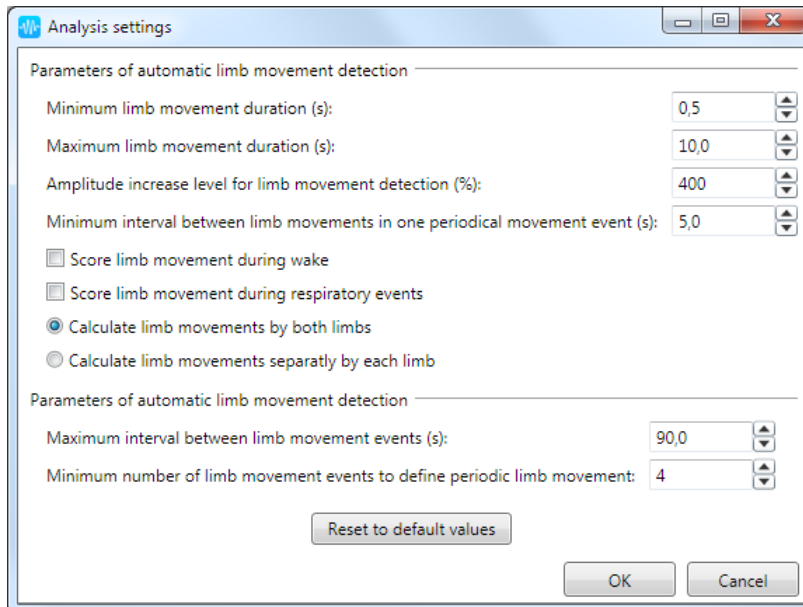 Analysis settings
Parameters of automatic limb movement detection
Minimum limb movement duration (s): 0,5
Maximum limb movement duration (s): 10,0
Amplitude increase level for limb movement detection (%): 400
Minimum interval between limb movements in one periodical movement event (s): 5,0
Score limb movement during wake
Score limb movement during respiratory events
Calculate limb movements by both limbs
Calculate limb movements separatly by each limb
Parameters of automatic limb movement detection
Maximum interval between limb movement events (s): 90,0
Minimum number of limb movement events to define periodic limb movement: 4
Reset to default values
OK Cancel